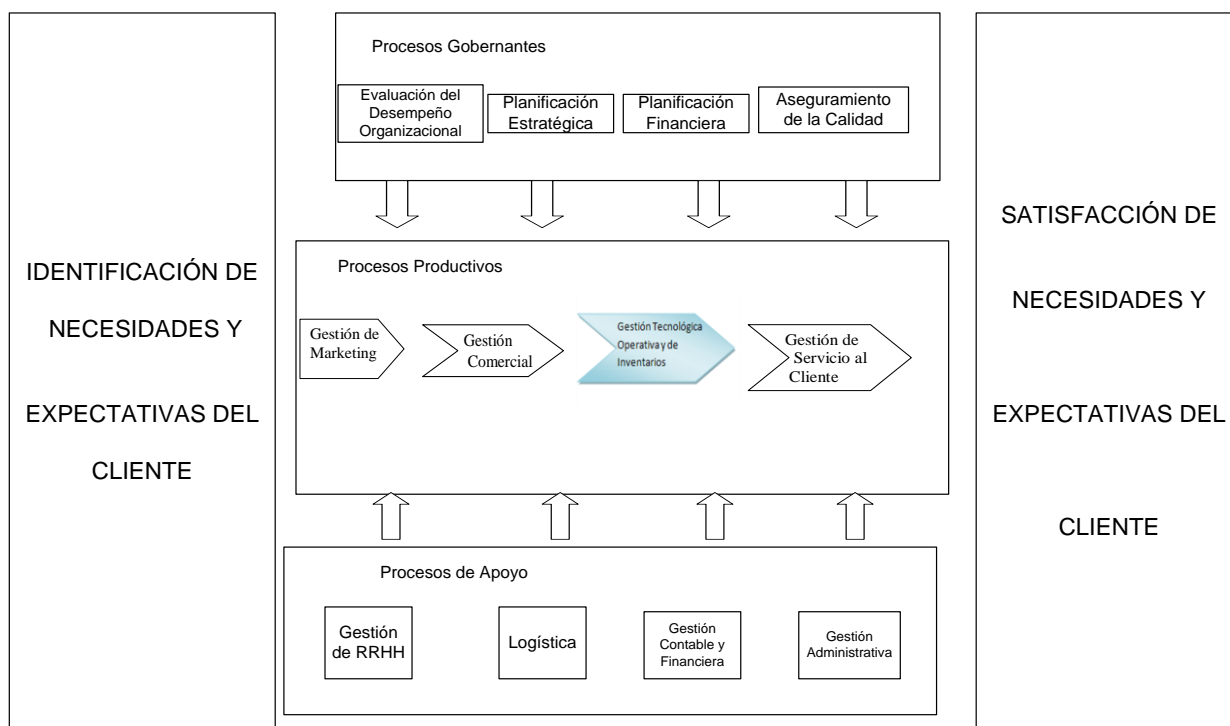 IDENTIFICACIÓN DE
NECESIDADES Y
EXPECTATIVAS DEL
CLIENTE
Procesos Gobernantes
Evaluación del
Desempeño
Organizacional
Planificación
Estratégica
Planificación
Financiera
Aseguramiento
de la Calidad
Procesos Productivos
Gestión de
Marketing
Gestión
Comercial
Gestión Tecnológica
Operativa y de
Inventarios
Gestión de
Servicio al
Cliente
Procesos de Apoyo
Gestión
de RRHH
Logística
Gestión
Contable y
Financiera
Gestión
Administrativa
SATISFACCIÓN DE
NECESIDADES Y
EXPECTATIVAS DEL
CLIENTE